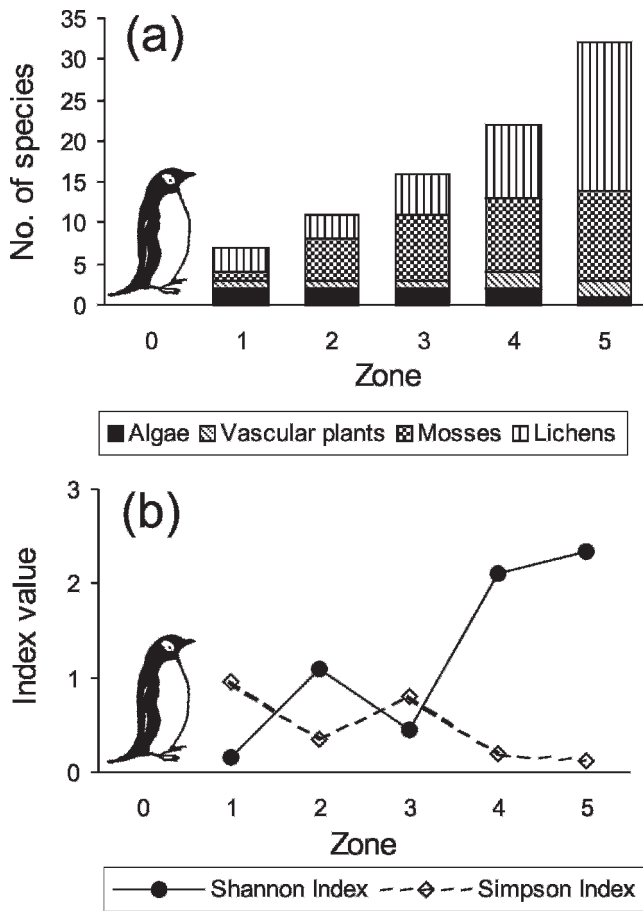 (a)
35
30
25
20
15
10
5
0
No. of species
0 1 2 3 4 5
Zone
Algae Vascular plants Mosses Lichens
(b)
3
2
1
0
Index value
0 1 2 3 4 5
Zone
Shannon Index Simpson Index